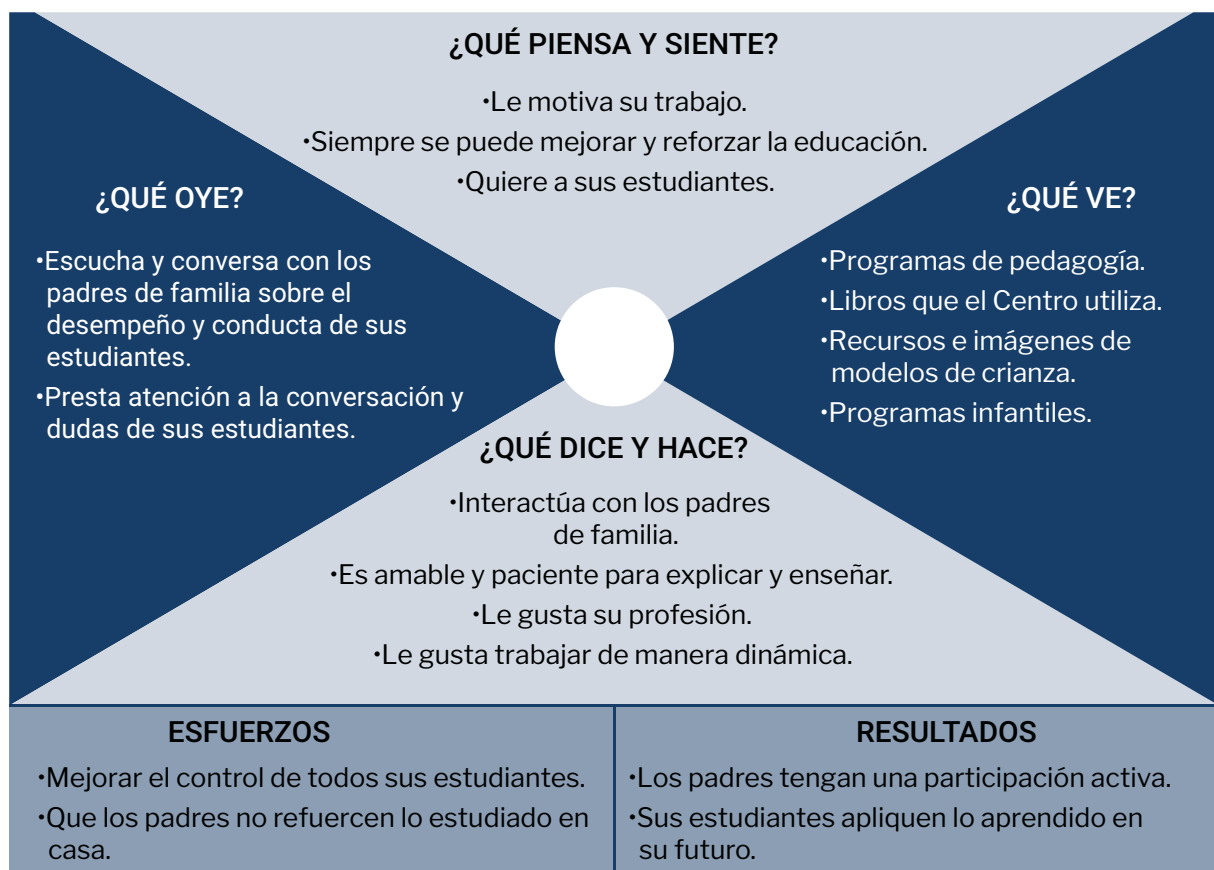 ¿QUÉ PIENSA Y SIENTE?
•Le motiva su trabajo.
•Siempre se puede mejorar y reforzar la educación.
•Quiere a sus estudiantes.
¿QUÉ OYE?
•Escucha y conversa con los
padres de familia sobre el
desempeño y conducta de sus
estudiantes.
•Presta atención a la conversación y
dudas de sus estudiantes.
¿QUÉ VE?
•Programas de pedagogía.
•Libros que el Centro utiliza.
•Recursos e imágenes de
modelos de crianza.
•Programas infantiles.
¿QUÉ DICE Y HACE?
•Interactúa con los padres
de familia.
•Es amable y paciente para explicar y enseñar.
•Le gusta su profesión.
•Le gusta trabajar de manera dinámica.
ESFUERZOS
•Mejorar el control de todos sus estudiantes.
•Que los padres no refuercen lo estudiado en
casa.
RESULTADOS
•Los padres tengan una participación activa.
•Sus estudiantes apliquen lo aprendido en
su futuro.